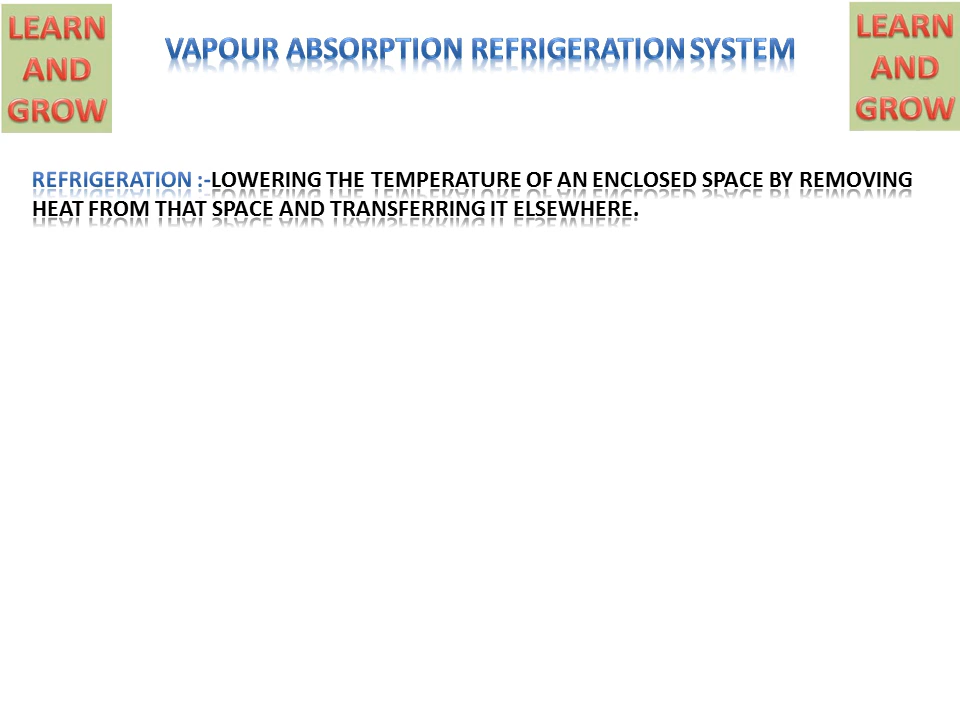 LEARN
AND
GROW
VAPOUR ABSORPTION REFRIGERATION SYSTEM
LEARN
AND
GROW
REFRIGERATION :-LOWERING THE TEMPERATURE OF AN ENCLOSED SPACE BY REMOVING
HEAT FROM THAT SPACE AND TRANSFERRING IT ELSEWHERE.